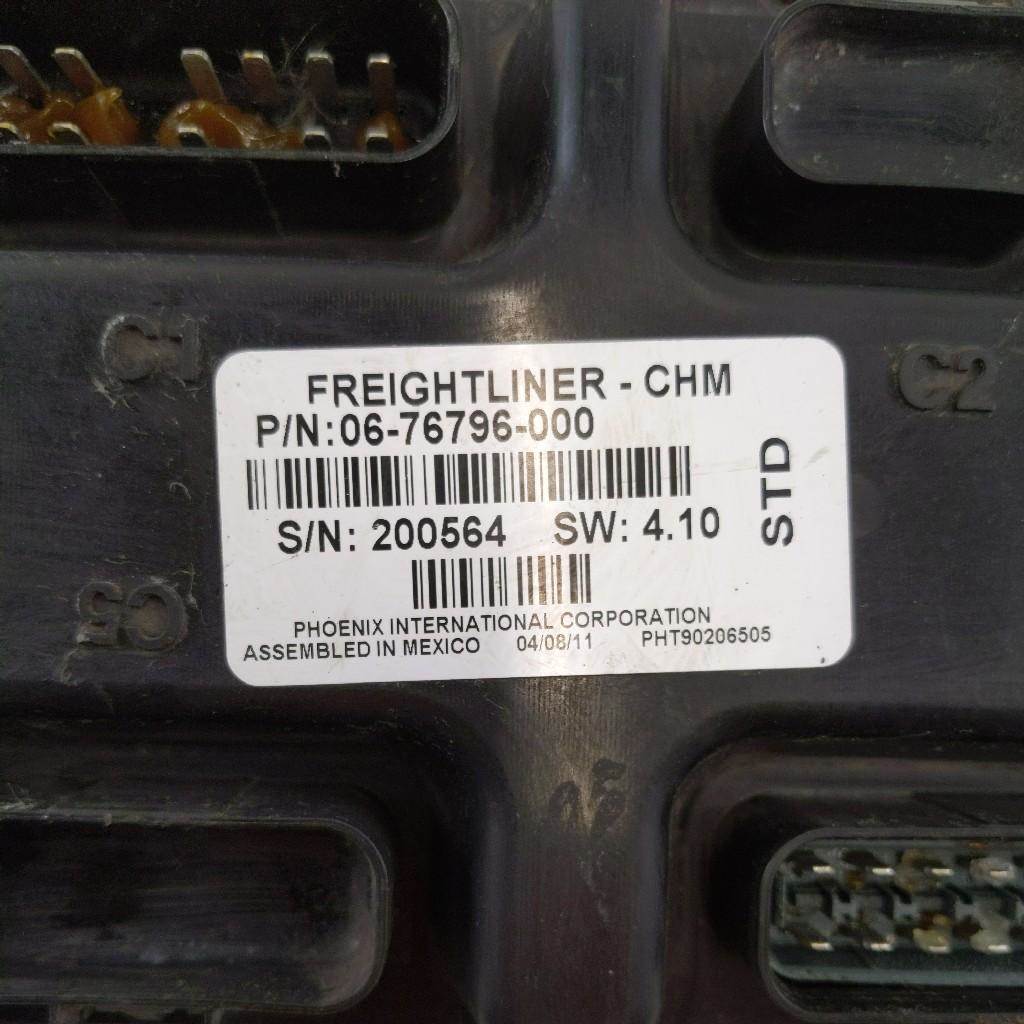 C1
C2
FREIGHTLINER - CHM
P/N:06-76796-000
STD
S/N: 200564 SW: 4.10
C5
PHOENIX INTERNATIONAL CORPORATION
ASSEMBLED IN MEXICO 04/08/11 PHT90206505